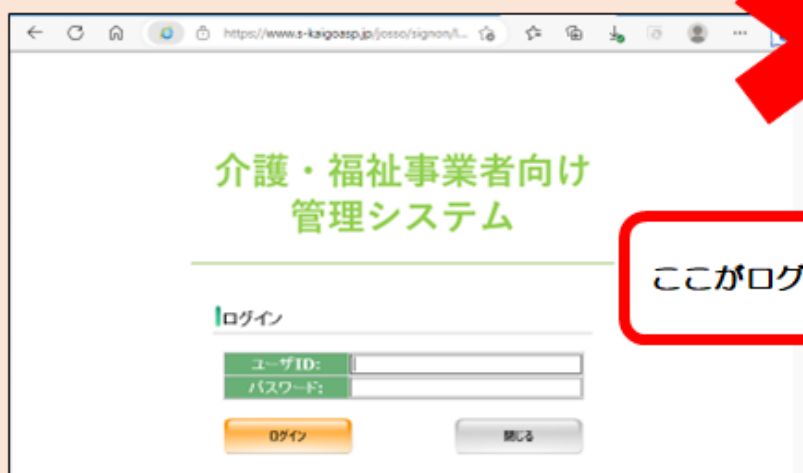 https://www.s-kaigoasp.jp/josso/signon/l...
介護・福祉事業者向け
管理システム
ここがログ
ログイン
ユーザID:
パスワード:
ログイン
閉じる